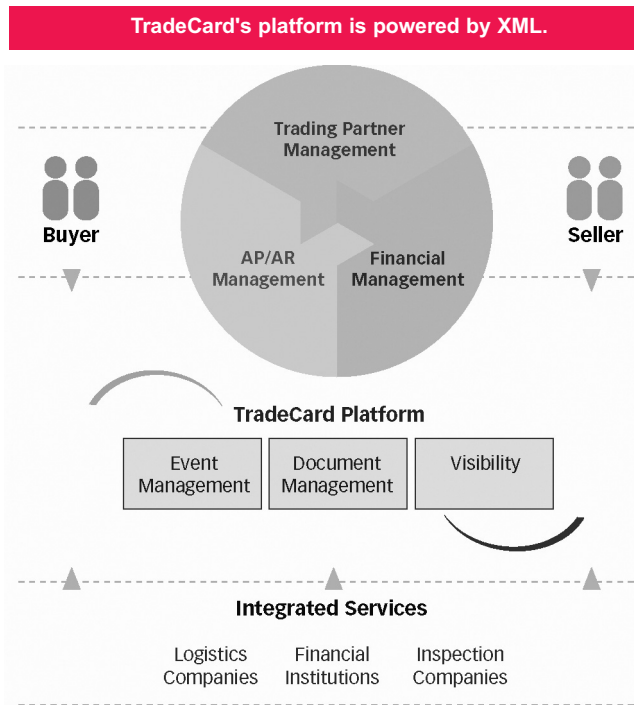 TradeCard's platform is powered by XML.
Trading Partner
Management
Buyer
Seller
AP/AR
Management
Financial
Management
TradeCard Platform
Event
Management
Document
Management
Visibility
Integrated Services
Logistics
Companies
Financial
Institutions
Inspection
Companies